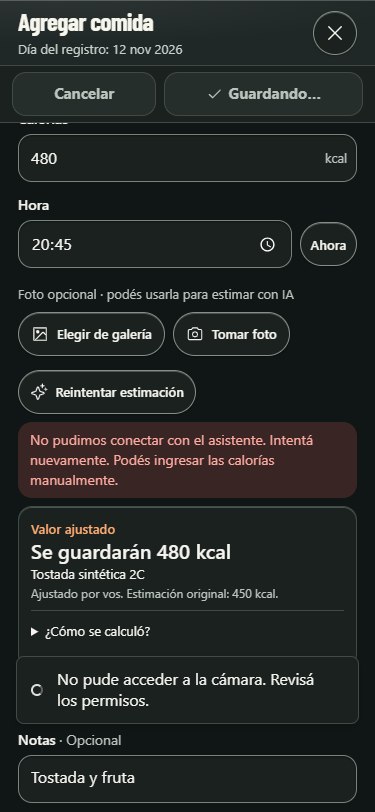 Agregar comida
Día del registro: 12 nov 2026
Cancelar
Guardando...
480
kcal
Hora
20:45
Ahora
Foto opcional · podés usarla para estimar con IA
Elegir de galería
Tomar foto
Reintentar estimación
No pudimos conectar con el asistente. Intentá
nuevamente. Podés ingresar las calorías
manualmente.
Valor ajustado
Se guardarán 480 kcal
Tostada sintética 2C
Ajustado por vos. Estimación original: 450 kcal.
¿Cómo se calculó?
No pude acceder a la cámara. Revisá
los permisos.
Notas · Opcional
Tostada y fruta